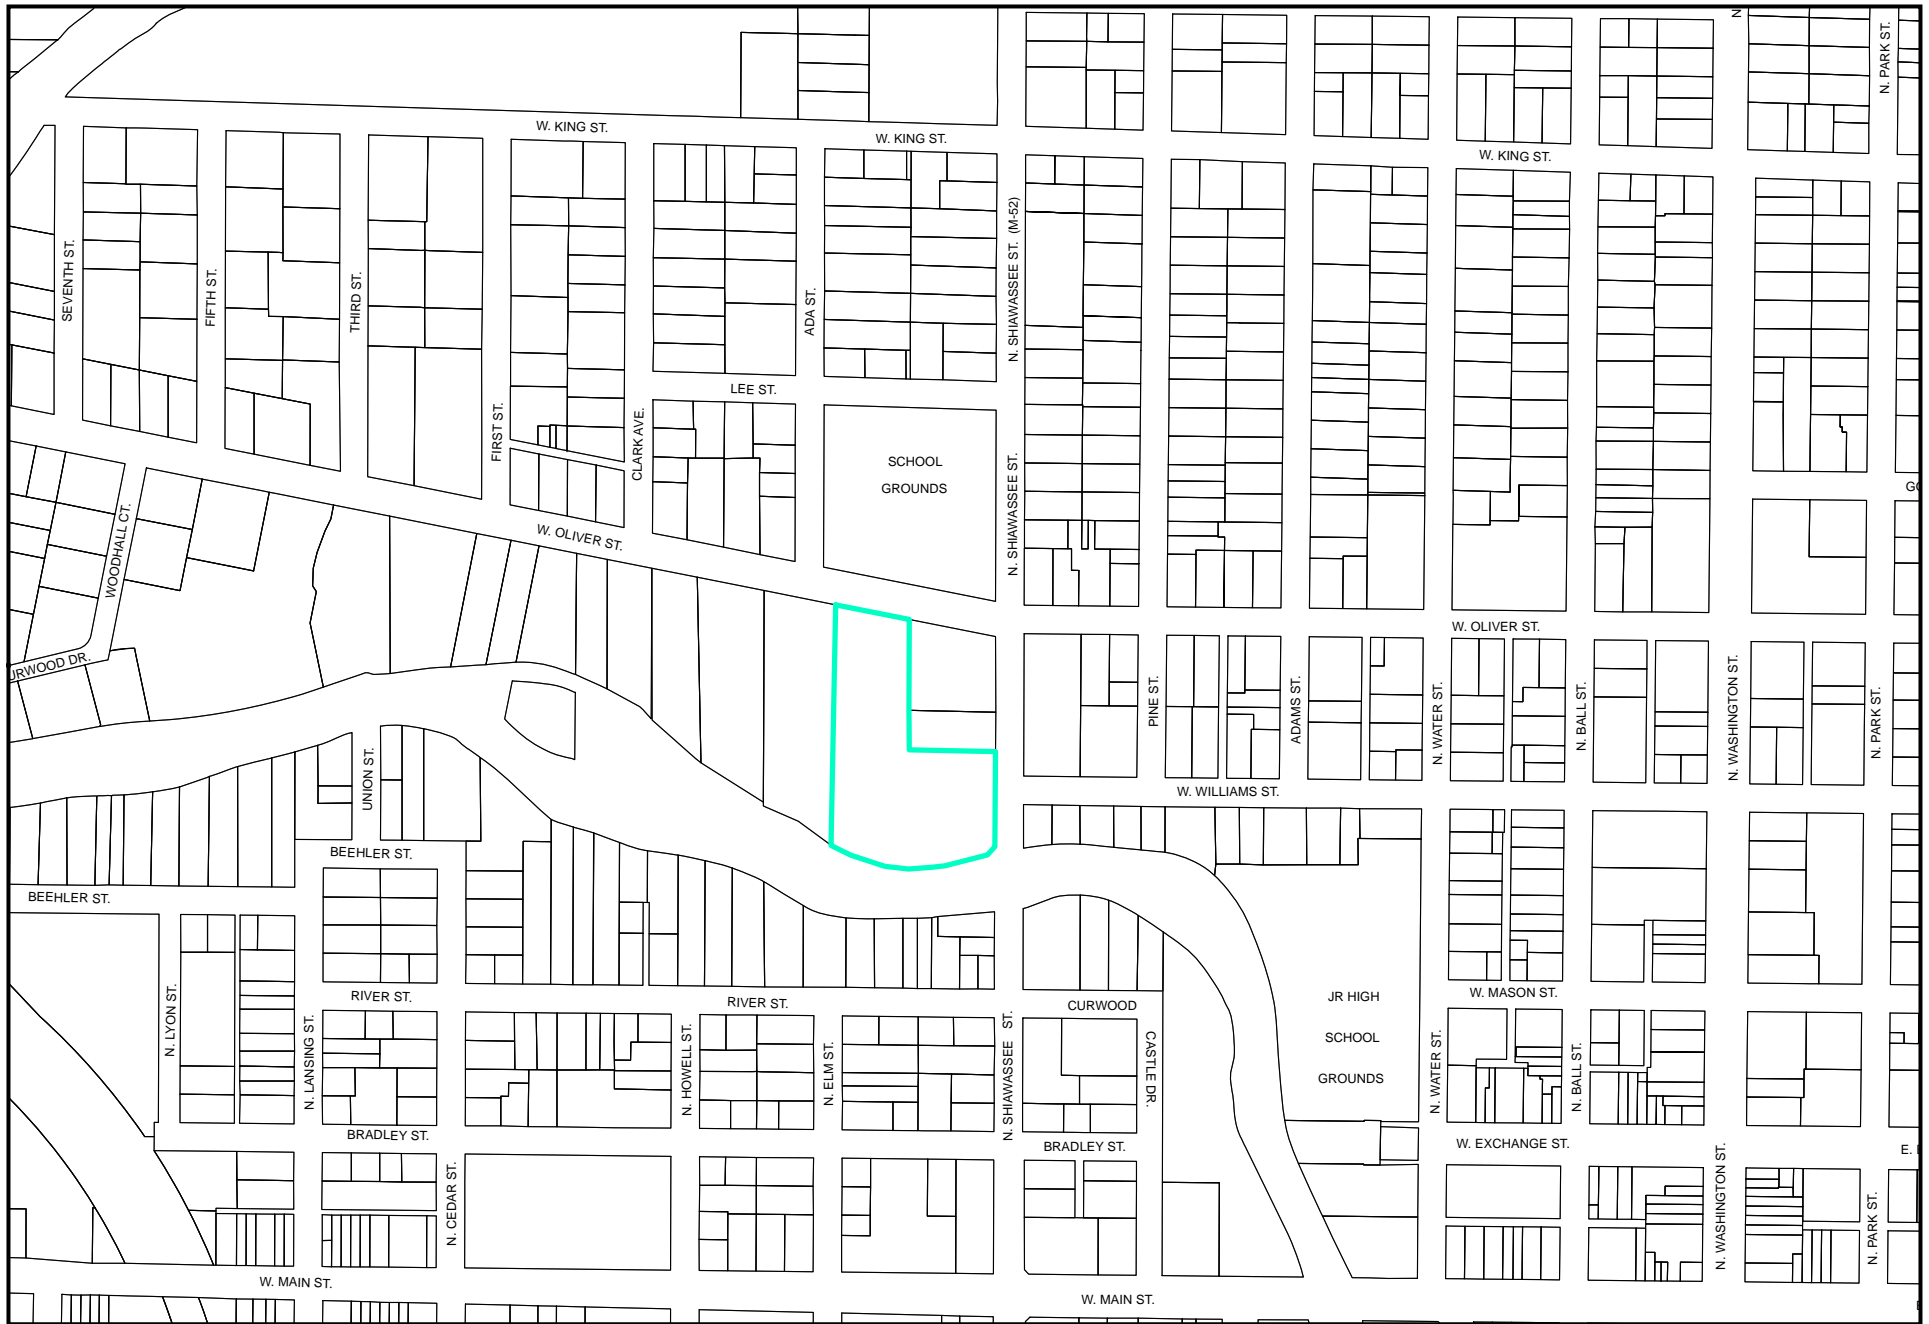 N
N. PARK ST.
W. KING ST.
W. KING ST.
W. KING ST.
SEVENTH ST.
FIFTH ST.
THIRD ST.
ADA ST.
N. SHIAWASSEE ST. (M-52)
LEE ST.
FIRST ST.
CLARK AVE.
SCHOOL
GROUNDS
N. SHIAWASSEE ST.
W. OLIVER ST.
WOODHALL CT.
URWOOD DR.
W. OLIVER ST.
PINE ST.
ADAMS ST.
N. WATER ST.
N. BALL ST.
N. WASHINGTON ST.
N. PARK ST.
UNION ST.
W. WILLIAMS ST.
BEEHLER ST.
BEEHLER ST.
N. LYON ST.
N. LANSING ST.
RIVER ST.
RIVER ST.
CURWOOD
CASTLE DR.
JR HIGH
SCHOOL
GROUNDS
W. MASON ST.
N. HOWELL ST.
N. ELM ST.
N. SHIAWASSEE ST.
N. WATER ST.
N. BALL ST.
BRADLEY ST.
BRADLEY ST.
W. EXCHANGE ST.
E.
N. CEDAR ST.
N. WASHINGTON ST.
N. PARK ST.
W. MAIN ST.
W. MAIN ST.